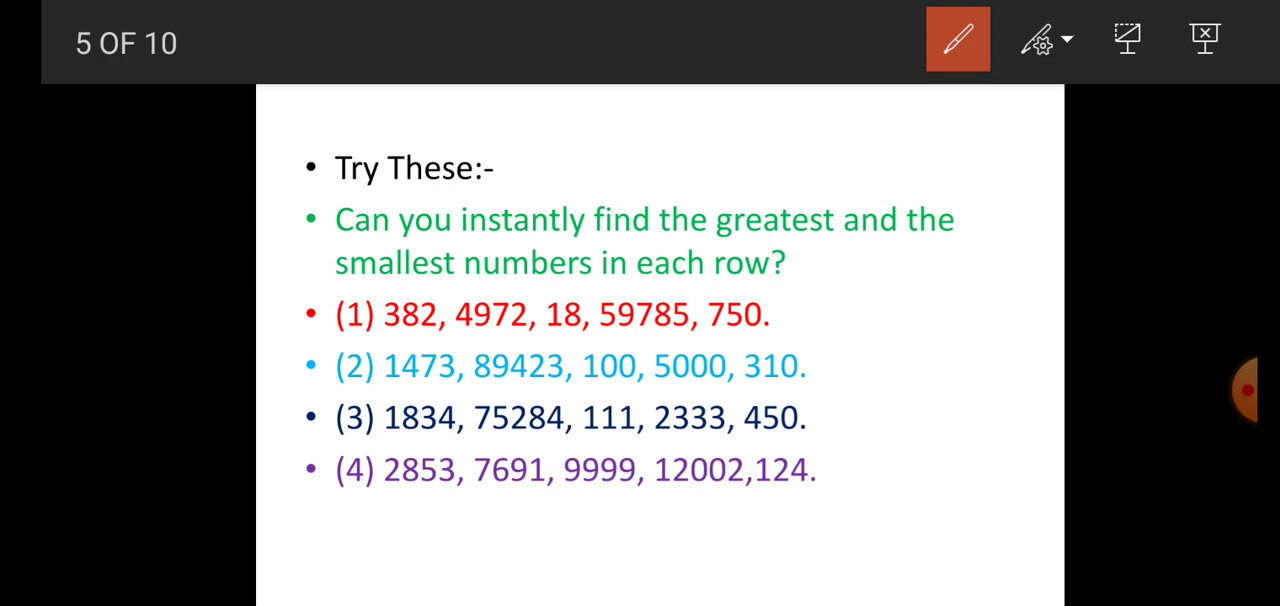 5 OF 10
• Try These:-
• Can you instantly find the greatest and the
smallest numbers in each row?
• (1) 382, 4972, 18, 59785, 750.
• (2) 1473, 89423, 100, 5000, 310.
• (3) 1834, 75284, 111, 2333, 450.
• (4) 2853, 7691, 9999, 12002,124.